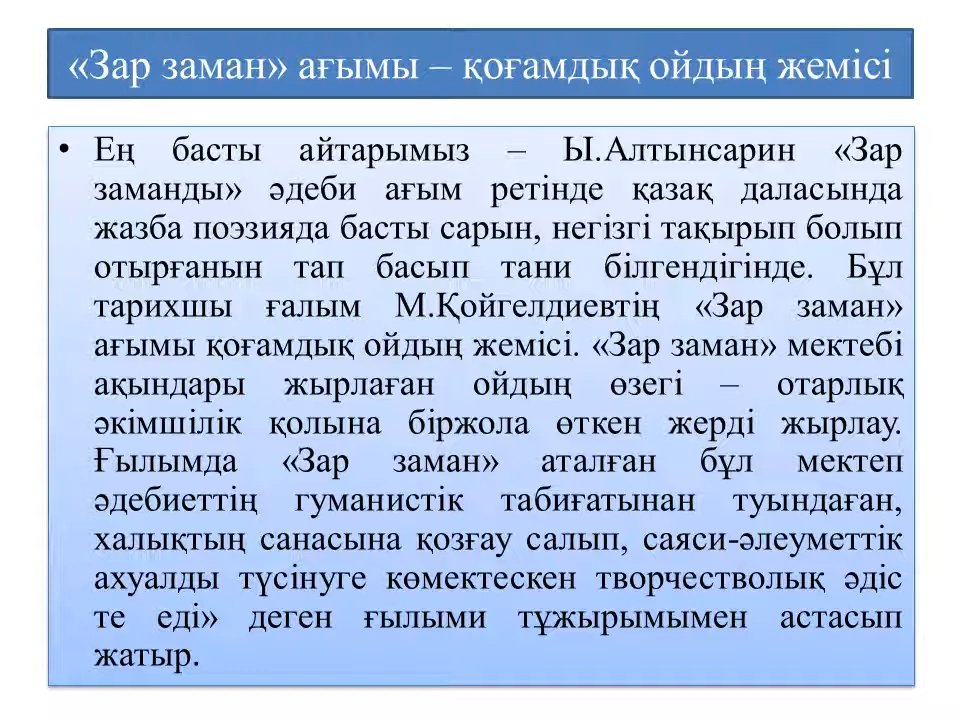 «Зар заман» ағымы – қоғамдық ойдың жемісі
• Ең басты айтарымыз – Ы.Алтынсарин «Зар
заманды» әдеби ағым ретінде қазақ даласында
жазба поэзияда басты сарын, негізгі тақырып болып
отырғанын тап басып тани білгендігінде. Бұл
тарихшы ғалым М.Қойгелдиевтің «Зар заман»
ағымы қоғамдық ойдың жемісі. «Зар заман» мектебі
ақындары жырлаған ойдың өзегі – отарлық
әкімшілік қолына біржола өткен жерді жырлау.
Ғылымда «Зар заман» аталған бұл мектеп
әдебиеттің гуманистік табиғатынан туындаған,
халықтың санасына қозғау салып, саяси-әлеуметтік
ахуалды түсінуге көмектескен творчестволық әдіс
те еді» деген ғылыми тұжырымымен астасып
жатыр.